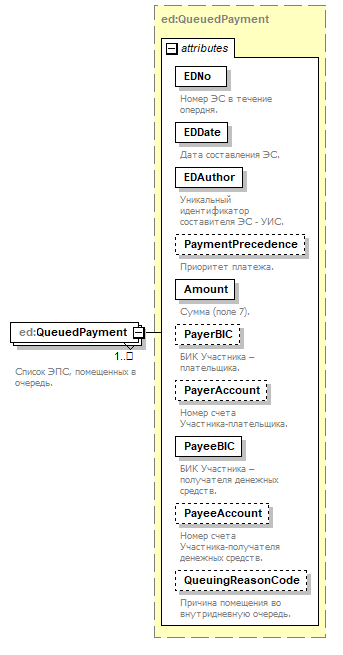 ed:QueuedPayment
attributes
EDNo
Номер ЭС в течение
опердня.
EDDate
Дата составления ЭС.
EDAuthor
Уникальный
идентификатор
составителя ЭС - УИС.
PaymentPrecedence
Приоритет платежа.
Amount
Сумма (поле 7).
ed:QueuedPayment
1..
Список ЭПС, помещенных в
очередь.
PayerBIC
БИК Участника –
плательщика.
PayerAccount
Номер счета
Участника-плательщика.
PayeeBIC
БИК Участника –
получателя денежных
средств.
PayeeAccount
Номер счета
Участника-получателя
денежных средств.
QueuingReasonCode
Причина помещения во
внутридневную очередь.